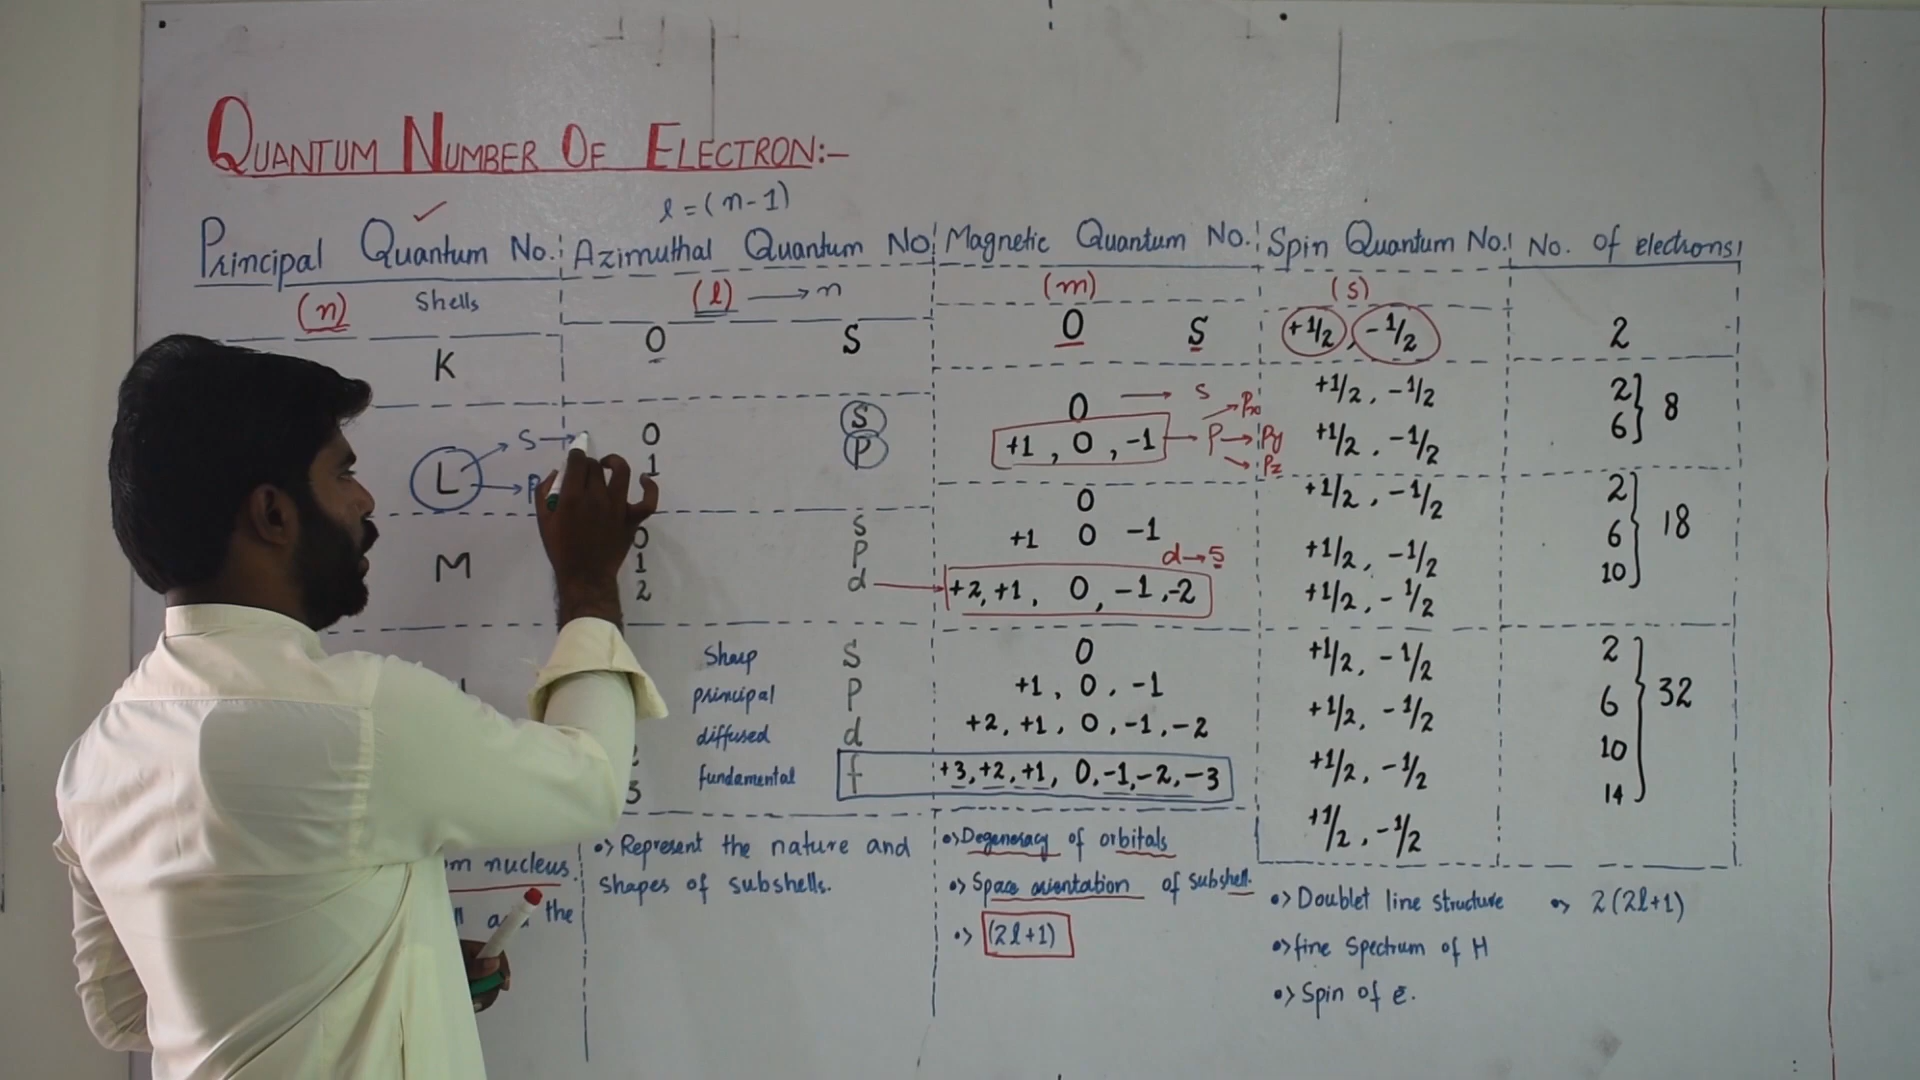 QUANTUM NUMBER OF ELECTRON:-
l = (n-1)
Principal Quantum No. Azimuthal Quantum No Magnetic Quantum No. Spin Quantum No. No. of electrons
(n) Shells (l) → n (m) (s)
K 0 S 0 S +1/2, -1/2 2
L → S → 0 S 0 → S +1/2, -1/2 2 } 8
→ P 1 P +1, 0, -1 → P → Px +1/2, -1/2 6
→ Py
→ Pz
M 0 S 0 +1/2, -1/2 2 } 18
1 P +1 0 -1 +1/2, -1/2 6
d → 5
2 d → +2, +1, 0, -1, -2 +1/2, -1/2 10
Sharp S 0 +1/2, -1/2 2 } 32
principal P +1, 0, -1 +1/2, -1/2 6
diffused d +2, +1, 0, -1, -2 +1/2, -1/2 10
3 fundamental f +3, +2, +1, 0, -1, -2, -3 +1/2, -1/2 14
nucleus.
the
Represent the nature and
shapes of subshells.
Degeneracy of orbitals
Space orientation of subshell.
(2l+1)
Doublet line structure
fine Spectrum of H
Spin of e.
2(2l+1)